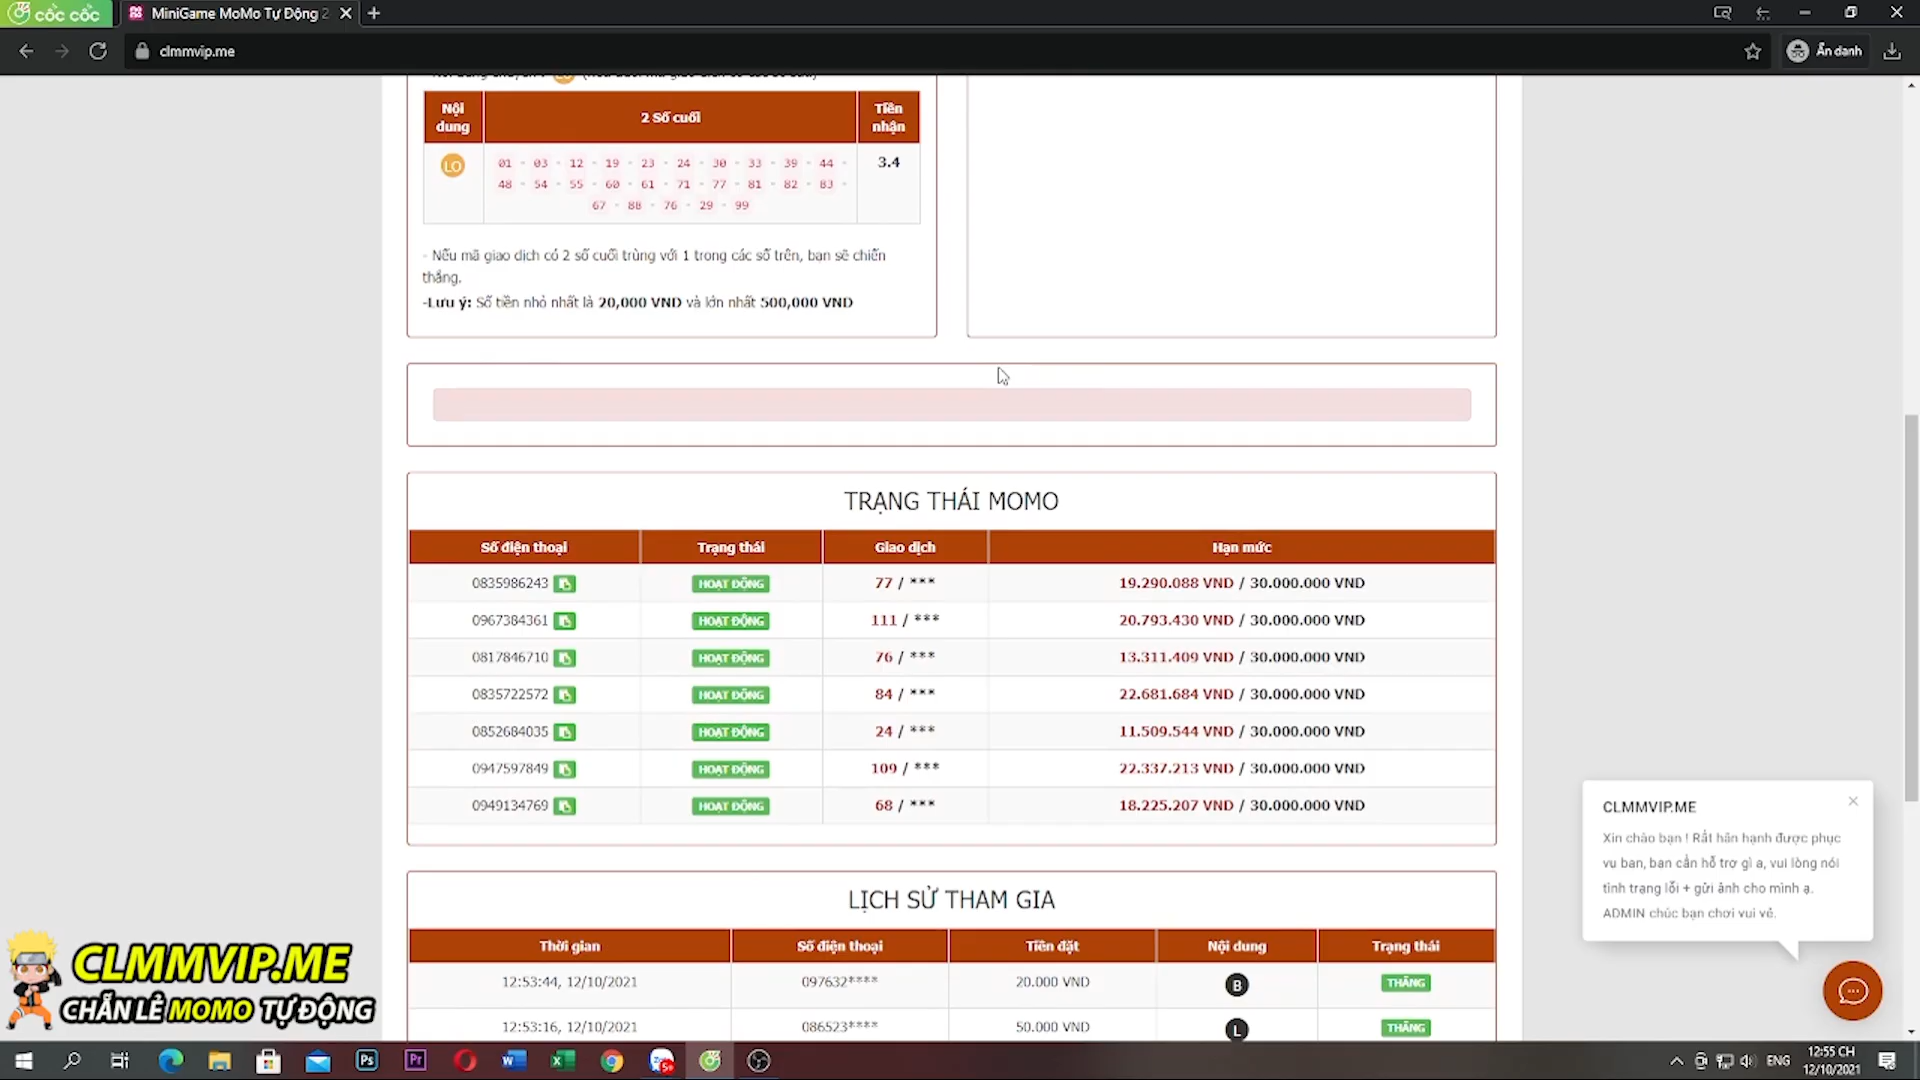 cốc cốc
MiniGame MoMo Tự Động 2
clmmvip.me
Ẩn danh
Nội dung
2 Số cuối
Tiền nhận
LO
01 - 03 - 12 - 19 - 23 - 24 - 30 - 33 - 39 - 44 -
48 - 54 - 55 - 60 - 61 - 71 - 77 - 81 - 82 - 83 -
67 - 88 - 76 - 29 - 99
3.4
- Nếu mã giao dịch có 2 số cuối trùng với 1 trong các số trên, bạn sẽ chiến
thắng.
-Lưu ý: Số tiền nhỏ nhất là 20,000 VND và lớn nhất 500,000 VND
TRẠNG THÁI MOMO
Số điện thoại Trạng thái Giao dịch Hạn mức
0835986243 HOẠT ĐỘNG 77 / *** 19.290.088 VND / 30.000.000 VND
0967384361 HOẠT ĐỘNG 111 / *** 20.793.430 VND / 30.000.000 VND
0817846710 HOẠT ĐỘNG 76 / *** 13.311.409 VND / 30.000.000 VND
0835722572 HOẠT ĐỘNG 84 / *** 22.681.684 VND / 30.000.000 VND
0852684035 HOẠT ĐỘNG 24 / *** 11.509.544 VND / 30.000.000 VND
0947597849 HOẠT ĐỘNG 109 / *** 22.337.213 VND / 30.000.000 VND
0949134769 HOẠT ĐỘNG 68 / *** 18.225.207 VND / 30.000.000 VND
LỊCH SỬ THAM GIA
Thời gian Số điện thoại Tiền đặt Nội dung Trạng thái
12:53:44, 12/10/2021 097632**** 20.000 VND B THẮNG
12:53:16, 12/10/2021 086523**** 50.000 VND L THẮNG
CLMMVIP.ME
Xin chào bạn ! Rất hân hạnh được phục
vụ bạn, bạn cần hỗ trợ gì ạ, vui lòng nói
tình trạng lỗi + gửi ảnh cho mình ạ.
ADMIN chúc bạn chơi vui vẻ.
CLMMVIP.ME
CHẴN LẺ MOMO TỰ ĐỘNG
Ps
Pr
5+
ENG
12:55 CH
12/10/2021